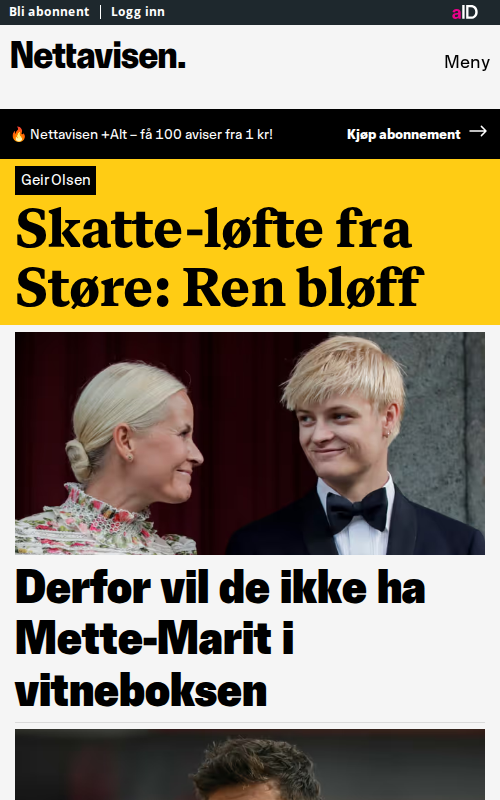 Bli abonnent | Logg inn
aID
Nettavisen.
Meny
🔥 Nettavisen +Alt – få 100 aviser fra 1 kr!
Kjøp abonnement →
Geir Olsen
Skatte-løfte fra
Støre: Ren bløff
Derfor vil de ikke ha
Mette-Marit i
vitneboksen